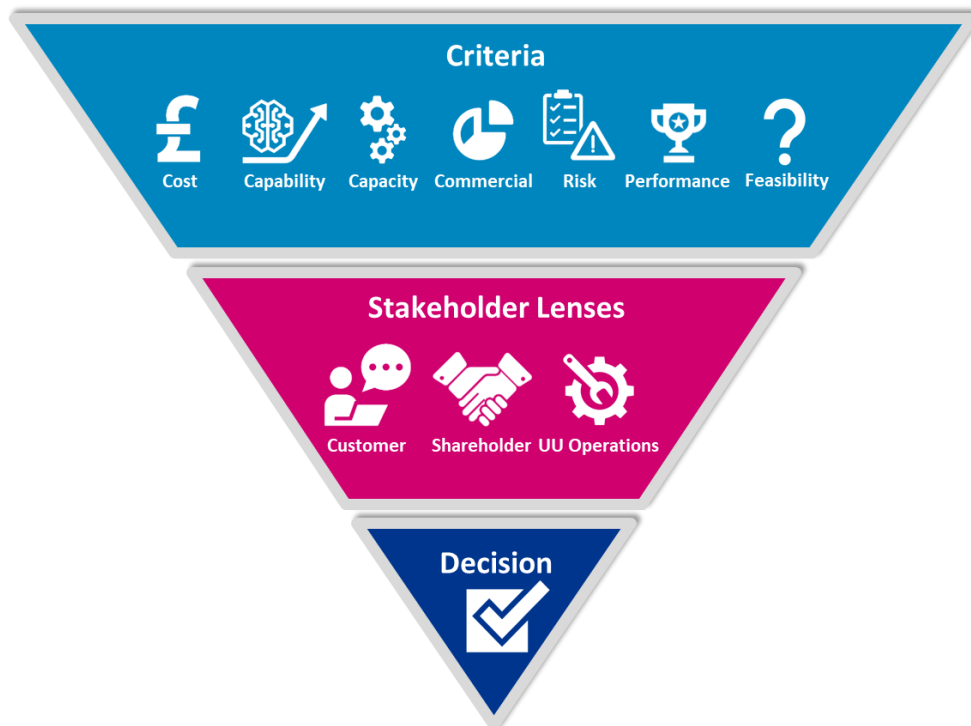 Criteria
£
Cost Capability Capacity Commercial Risk Performance Feasibility
Stakeholder Lenses
Customer Shareholder UU Operations
Decision